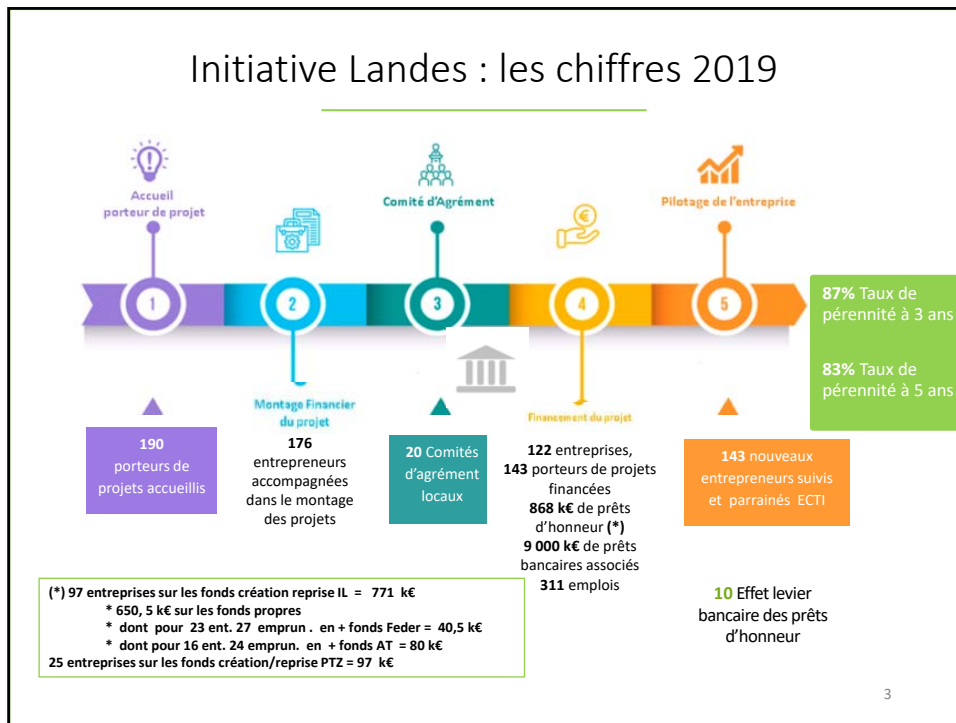 Initiative Landes : les chiffres 2019
Accueil
porteur de projet
Comité d'Agrément
Pilotage de l'entreprise
1
2
3
4
5
87% Taux de
pérennité à 3 ans
83% Taux de
pérennité à 5 ans
Montage Financier
du projet
Financement du projet
190
porteurs de
projets accueillis
176
entrepreneurs
accompagnées
dans le montage
des projets
20 Comités
d'agrément
locaux
122 entreprises,
143 porteurs de projets
financées
868 k€ de prêts
d'honneur (*)
9 000 k€ de prêts
bancaires associés
311 emplois
143 nouveaux
entrepreneurs suivis
et parrainés ECTI
(*) 97 entreprises sur les fonds création reprise IL = 771 k€
* 650, 5 k€ sur les fonds propres
* dont pour 23 ent. 27 emprun . en + fonds Feder = 40,5 k€
* dont pour 16 ent. 24 emprun. en + fonds AT = 80 k€
25 entreprises sur les fonds création/reprise PTZ = 97 k€
10 Effet levier
bancaire des prêts
d'honneur
3